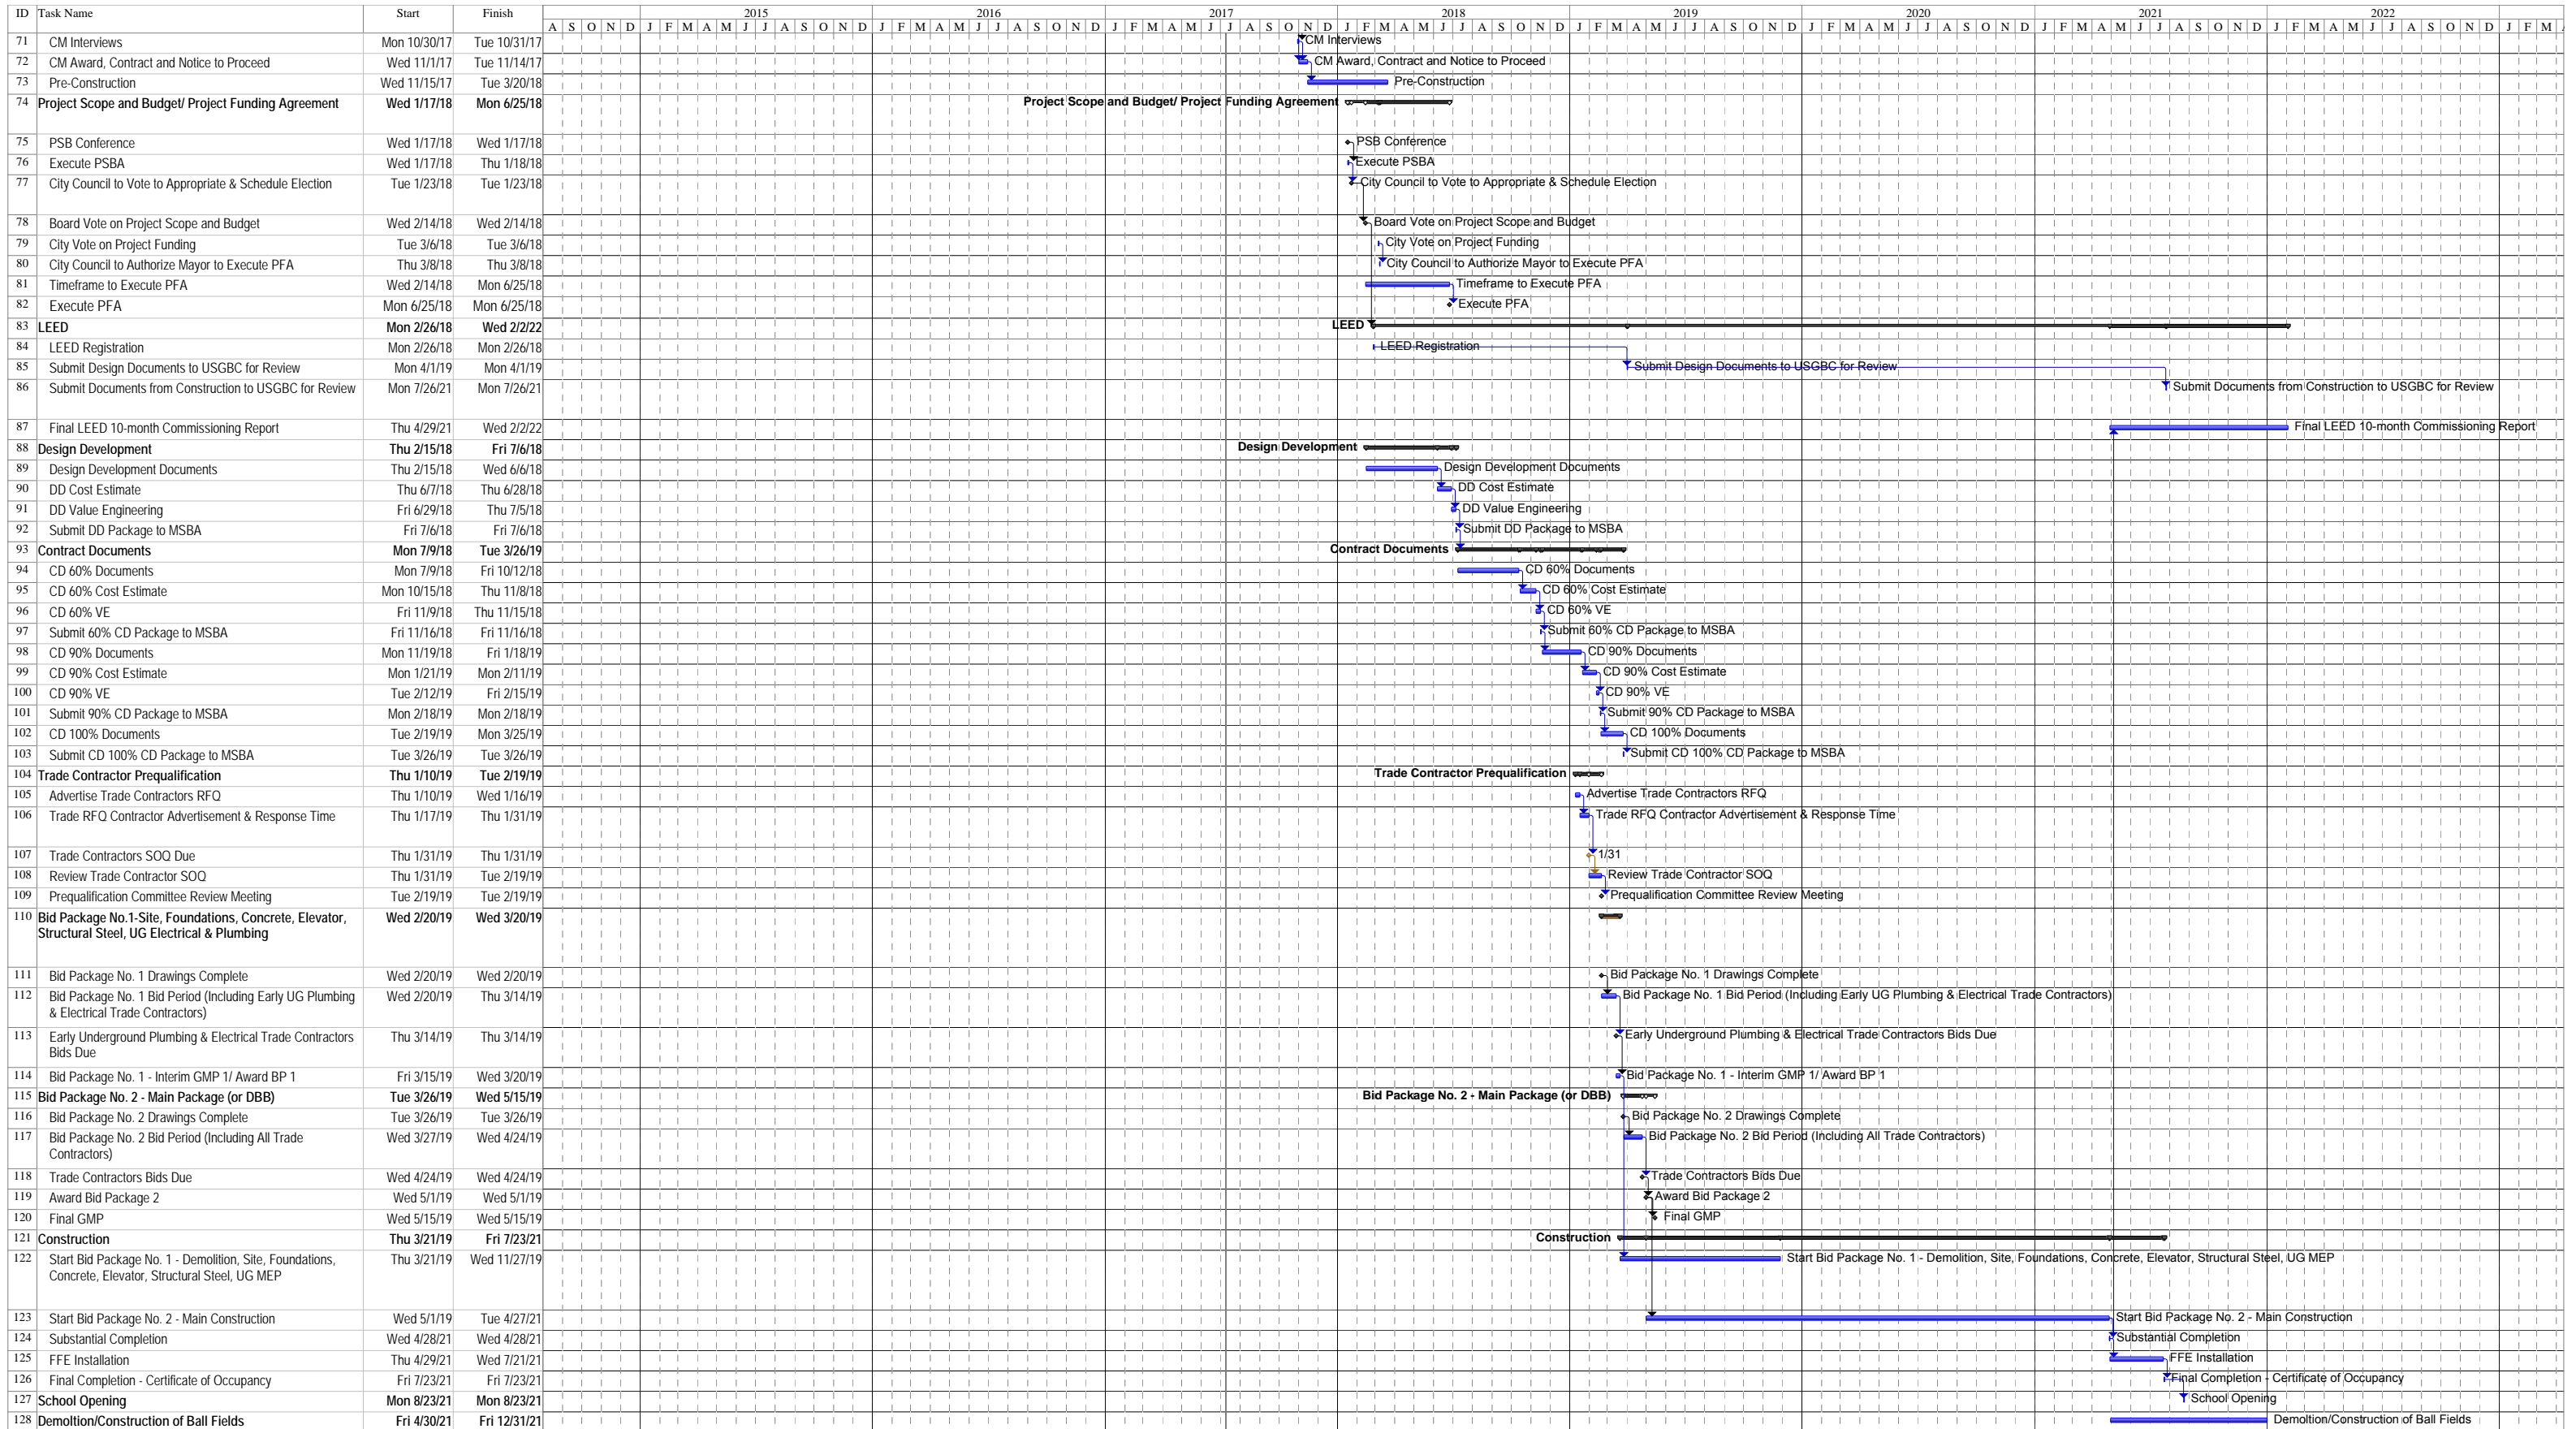 ID Task Name Start Finish 2015 2016 2017 2018 2019 2020 2021 2022
A S O N D J F M A M J J A S O N D J F M A M J J A S O N D J F M A M J J A S O N D J F M A M J J A S O N D J F M A M J J A S O N D J F M A M J J A S O N D J F M A M J J A S O N D J F M A M J J A S O N D J F M
71 CM Interviews Mon 10/30/17 Tue 10/31/17 CM Interviews
72 CM Award, Contract and Notice to Proceed Wed 11/1/17 Tue 11/14/17 CM Award, Contract and Notice to Proceed
73 Pre-Construction Wed 11/15/17 Tue 3/20/18 Pre-Construction
74 Project Scope and Budget/ Project Funding Agreement Wed 1/17/18 Mon 6/25/18 Project Scope and Budget/ Project Funding Agreement
75 PSB Conference Wed 1/17/18 Wed 1/17/18 PSB Conference
76 Execute PSBA Wed 1/17/18 Thu 1/18/18 Execute PSBA
77 City Council to Vote to Appropriate & Schedule Election Tue 1/23/18 Tue 1/23/18 City Council to Vote to Appropriate & Schedule Election
78 Board Vote on Project Scope and Budget Wed 2/14/18 Wed 2/14/18 Board Vote on Project Scope and Budget
79 City Vote on Project Funding Tue 3/6/18 Tue 3/6/18 City Vote on Project Funding
80 City Council to Authorize Mayor to Execute PFA Thu 3/8/18 Thu 3/8/18 City Council to Authorize Mayor to Execute PFA
81 Timeframe to Execute PFA Wed 2/14/18 Mon 6/25/18 Timeframe to Execute PFA
82 Execute PFA Mon 6/25/18 Mon 6/25/18 Execute PFA
83 LEED Mon 2/26/18 Wed 2/2/22 LEED
84 LEED Registration Mon 2/26/18 Mon 2/26/18 LEED Registration
85 Submit Design Documents to USGBC for Review Mon 4/1/19 Mon 4/1/19 Submit Design Documents to USGBC for Review
86 Submit Documents from Construction to USGBC for Review Mon 7/26/21 Mon 7/26/21 Submit Documents from Construction to USGBC for Review
87 Final LEED 10-month Commissioning Report Thu 4/29/21 Wed 2/2/22 Final LEED 10-month Commissioning Report
88 Design Development Thu 2/15/18 Fri 7/6/18 Design Development
89 Design Development Documents Thu 2/15/18 Wed 6/6/18 Design Development Documents
90 DD Cost Estimate Thu 6/7/18 Thu 6/28/18 DD Cost Estimate
91 DD Value Engineering Fri 6/29/18 Thu 7/5/18 DD Value Engineering
92 Submit DD Package to MSBA Fri 7/6/18 Fri 7/6/18 Submit DD Package to MSBA
93 Contract Documents Mon 7/9/18 Tue 3/26/19 Contract Documents
94 CD 60% Documents Mon 7/9/18 Fri 10/12/18 CD 60% Documents
95 CD 60% Cost Estimate Mon 10/15/18 Thu 11/8/18 CD 60% Cost Estimate
96 CD 60% VE Fri 11/9/18 Thu 11/15/18 CD 60% VE
97 Submit 60% CD Package to MSBA Fri 11/16/18 Fri 11/16/18 Submit 60% CD Package to MSBA
98 CD 90% Documents Mon 11/19/18 Fri 1/18/19 CD 90% Documents
99 CD 90% Cost Estimate Mon 1/21/19 Mon 2/11/19 CD 90% Cost Estimate
100 CD 90% VE Tue 2/12/19 Fri 2/15/19 CD 90% VE
101 Submit 90% CD Package to MSBA Mon 2/18/19 Mon 2/18/19 Submit 90% CD Package to MSBA
102 CD 100% Documents Tue 2/19/19 Mon 3/25/19 CD 100% Documents
103 Submit CD 100% CD Package to MSBA Tue 3/26/19 Tue 3/26/19 Submit CD 100% CD Package to MSBA
104 Trade Contractor Prequalification Thu 1/10/19 Tue 2/19/19 Trade Contractor Prequalification
105 Advertise Trade Contractors RFQ Thu 1/10/19 Wed 1/16/19 Advertise Trade Contractors RFQ
106 Trade RFQ Contractor Advertisement & Response Time Thu 1/17/19 Thu 1/31/19 Trade RFQ Contractor Advertisement & Response Time
107 Trade Contractors SOQ Due Thu 1/31/19 Thu 1/31/19 1/31
108 Review Trade Contractor SOQ Thu 1/31/19 Tue 2/19/19 Review Trade Contractor SOQ
109 Prequalification Committee Review Meeting Tue 2/19/19 Tue 2/19/19 Prequalification Committee Review Meeting
110 Bid Package No.1-Site, Foundations, Concrete, Elevator, Wed 2/20/19 Wed 3/20/19
Structural Steel, UG Electrical & Plumbing
111 Bid Package No. 1 Drawings Complete Wed 2/20/19 Wed 2/20/19 Bid Package No. 1 Drawings Complete
112 Bid Package No. 1 Bid Period (Including Early UG Plumbing Wed 2/20/19 Thu 3/14/19 Bid Package No. 1 Bid Period (Including Early UG Plumbing & Electrical Trade Contractors)
& Electrical Trade Contractors)
113 Early Underground Plumbing & Electrical Trade Contractors Thu 3/14/19 Thu 3/14/19 Early Underground Plumbing & Electrical Trade Contractors Bids Due
Bids Due
114 Bid Package No. 1 - Interim GMP 1/ Award BP 1 Fri 3/15/19 Wed 3/20/19 Bid Package No. 1 - Interim GMP 1/ Award BP 1
115 Bid Package No. 2 - Main Package (or DBB) Tue 3/26/19 Wed 5/15/19 Bid Package No. 2 - Main Package (or DBB)
116 Bid Package No. 2 Drawings Complete Tue 3/26/19 Tue 3/26/19 Bid Package No. 2 Drawings Complete
117 Bid Package No. 2 Bid Period (Including All Trade Wed 3/27/19 Wed 4/24/19 Bid Package No. 2 Bid Period (Including All Trade Contractors)
Contractors)
118 Trade Contractors Bids Due Wed 4/24/19 Wed 4/24/19 Trade Contractors Bids Due
119 Award Bid Package 2 Wed 5/1/19 Wed 5/1/19 Award Bid Package 2
120 Final GMP Wed 5/15/19 Wed 5/15/19 Final GMP
121 Construction Thu 3/21/19 Fri 7/23/21 Construction
122 Start Bid Package No. 1 - Demolition, Site, Foundations, Thu 3/21/19 Wed 11/27/19 Start Bid Package No. 1 - Demolition, Site, Foundations, Concrete, Elevator, Structural Steel, UG MEP
Concrete, Elevator, Structural Steel, UG MEP
123 Start Bid Package No. 2 - Main Construction Wed 5/1/19 Tue 4/27/21 Start Bid Package No. 2 - Main Construction
124 Substantial Completion Wed 4/28/21 Wed 4/28/21 Substantial Completion
125 FFE Installation Thu 4/29/21 Wed 7/21/21 FFE Installation
126 Final Completion - Certificate of Occupancy Fri 7/23/21 Fri 7/23/21 Final Completion - Certificate of Occupancy
127 School Opening Mon 8/23/21 Mon 8/23/21 School Opening
128 Demoltion/Construction of Ball Fields Fri 4/30/21 Fri 12/31/21 Demoltion/Construction of Ball Fields